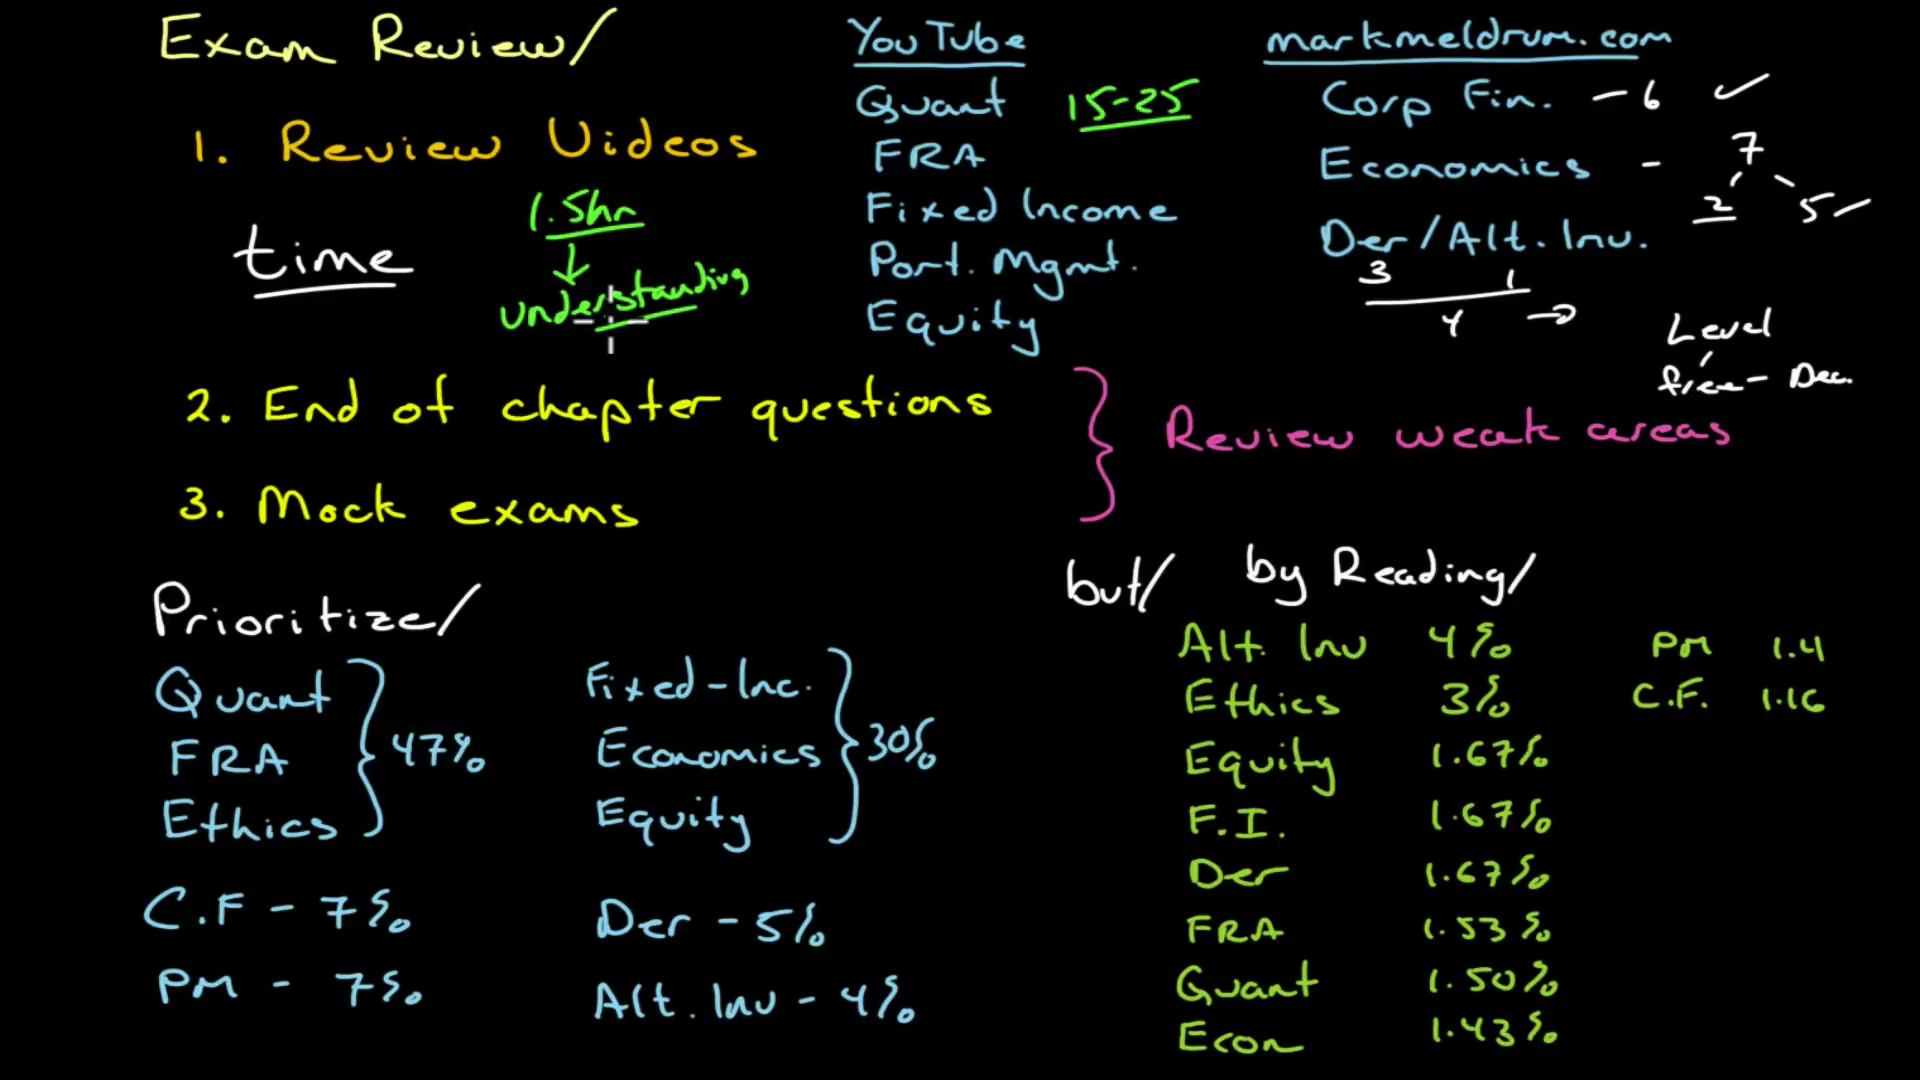 Exam Review/
1. Review Videos
time
1.5hr
understanding
YouTube
Quant 15-25
FRA
Fixed Income
Port. Mgmt.
Equity
markmeldrum.com
Corp Fin. - 6 ✓
Economics - 7
2 5
Der/Alt. Inv.
3 1
4 →
Level
free - Dec.
2. End of chapter questions
3. Mock exams
Review weak areas
Prioritize/
Quant
FRA
Ethics
47%
Fixed-Inc.
Economics
Equity
30%
C.F - 7%
PM - 7%
Der - 5%
Alt. Inv - 4%
but/ by Reading/
Alt. Inv 4%
Ethics 3%
Equity 1.67%
F.I. 1.67%
Der 1.67%
FRA 1.53%
Quant 1.50%
Econ 1.43%
PM 1.4
C.F. 1.16